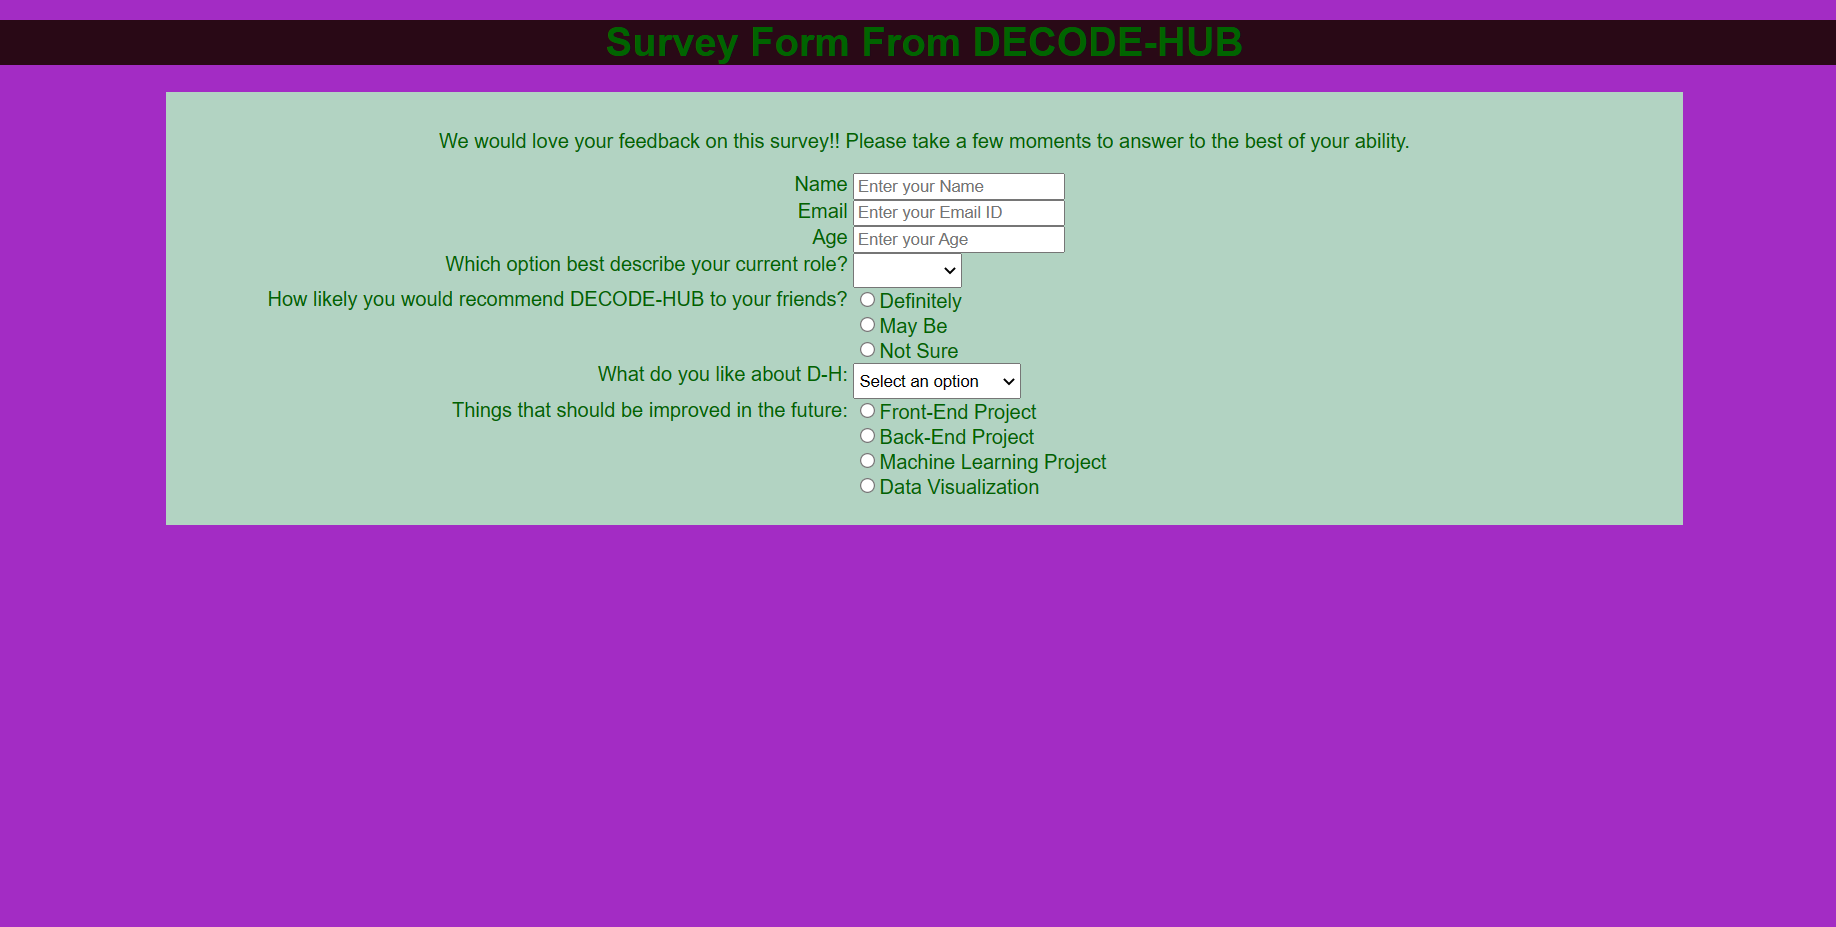 Survey Form From DECODE-HUB
We would love your feedback on this survey!! Please take a few moments to answer to the best of your ability.
Name Enter your Name
Email Enter your Email ID
Age Enter your Age
Which option best describe your current role?
How likely you would recommend DECODE-HUB to your friends? Definitely
May Be
Not Sure
What do you like about D-H: Select an option
Things that should be improved in the future: Front-End Project
Back-End Project
Machine Learning Project
Data Visualization